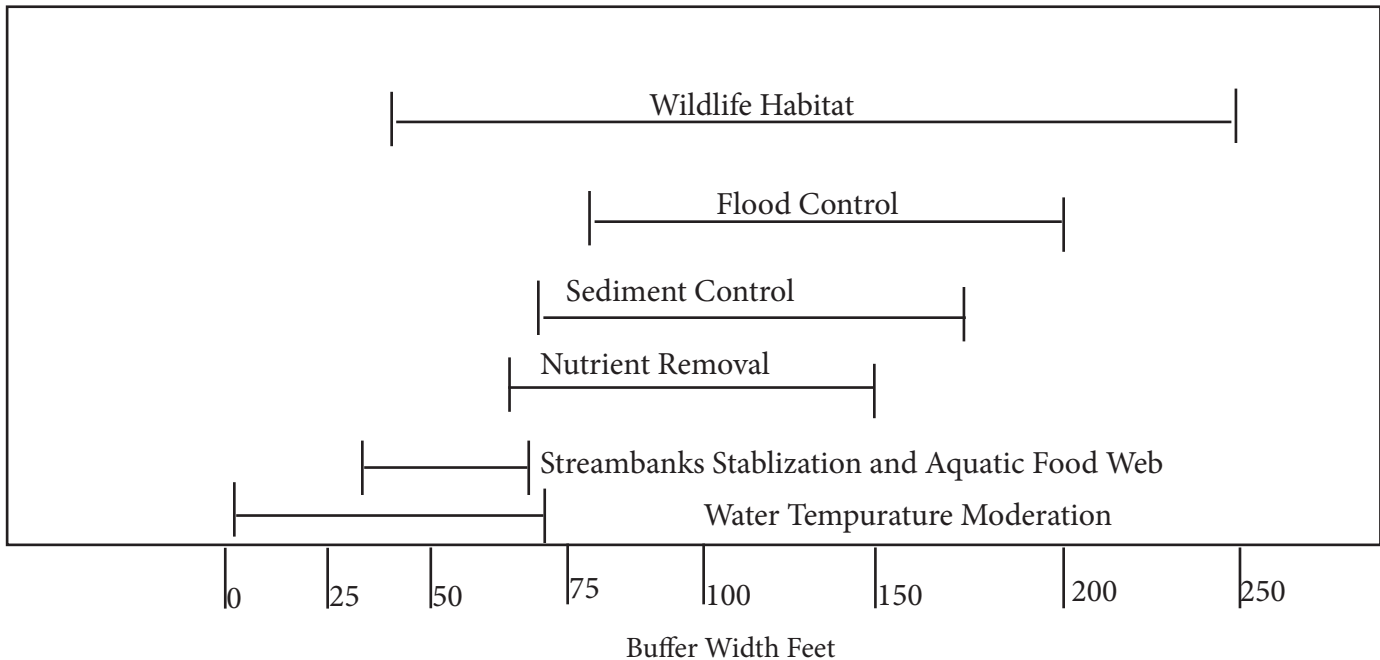 Wildlife Habitat
Flood Control
Sediment Control
Nutrient Removal
Streambanks Stablization and Aquatic Food Web
Water Tempurature Moderation
0 25 50 75 100 150 200 250
Buffer Width Feet